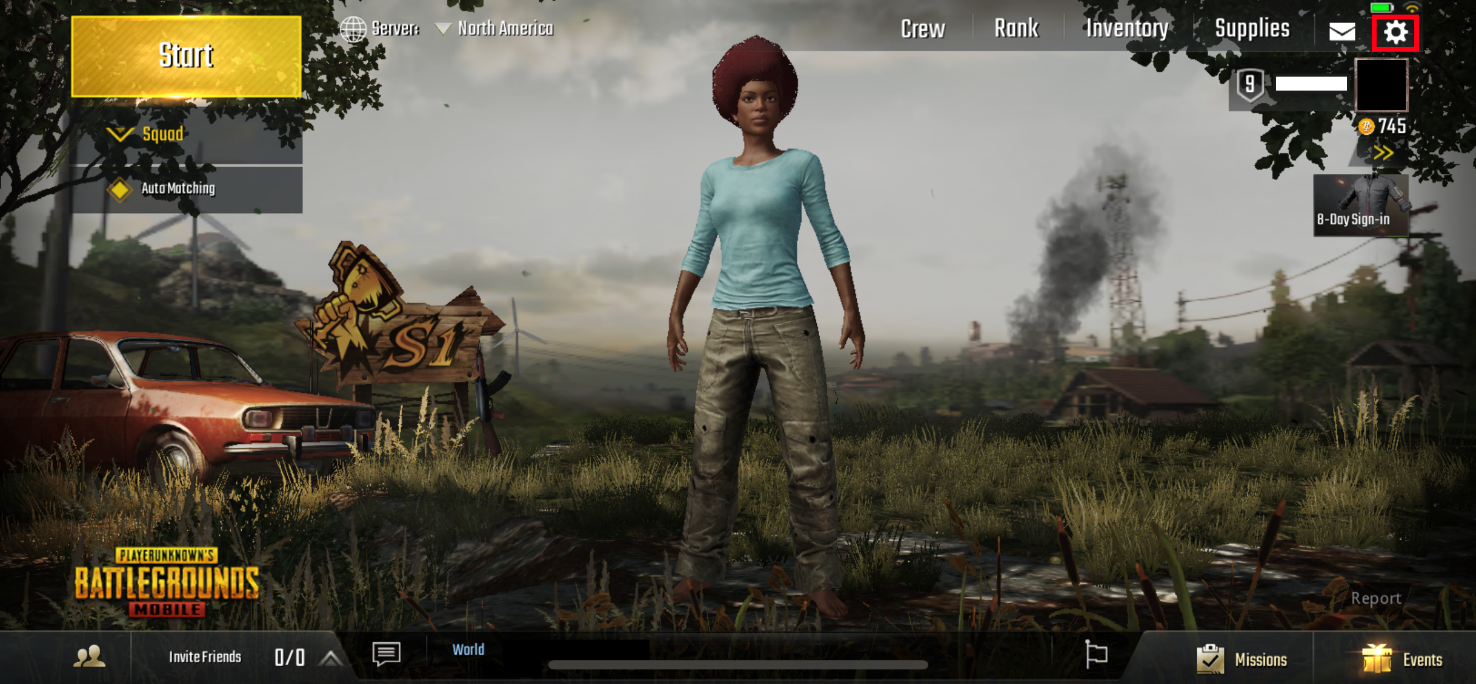 Start
Server:
North America
Crew
Rank
Inventory
Supplies
Squad
9
745
Auto Matching
8-Day Sign-in
S1
PLAYERUNKNOWN'S
BATTLEGROUNDS
MOBILE
Report
Invite Friends
0/0
World
Missions
Events